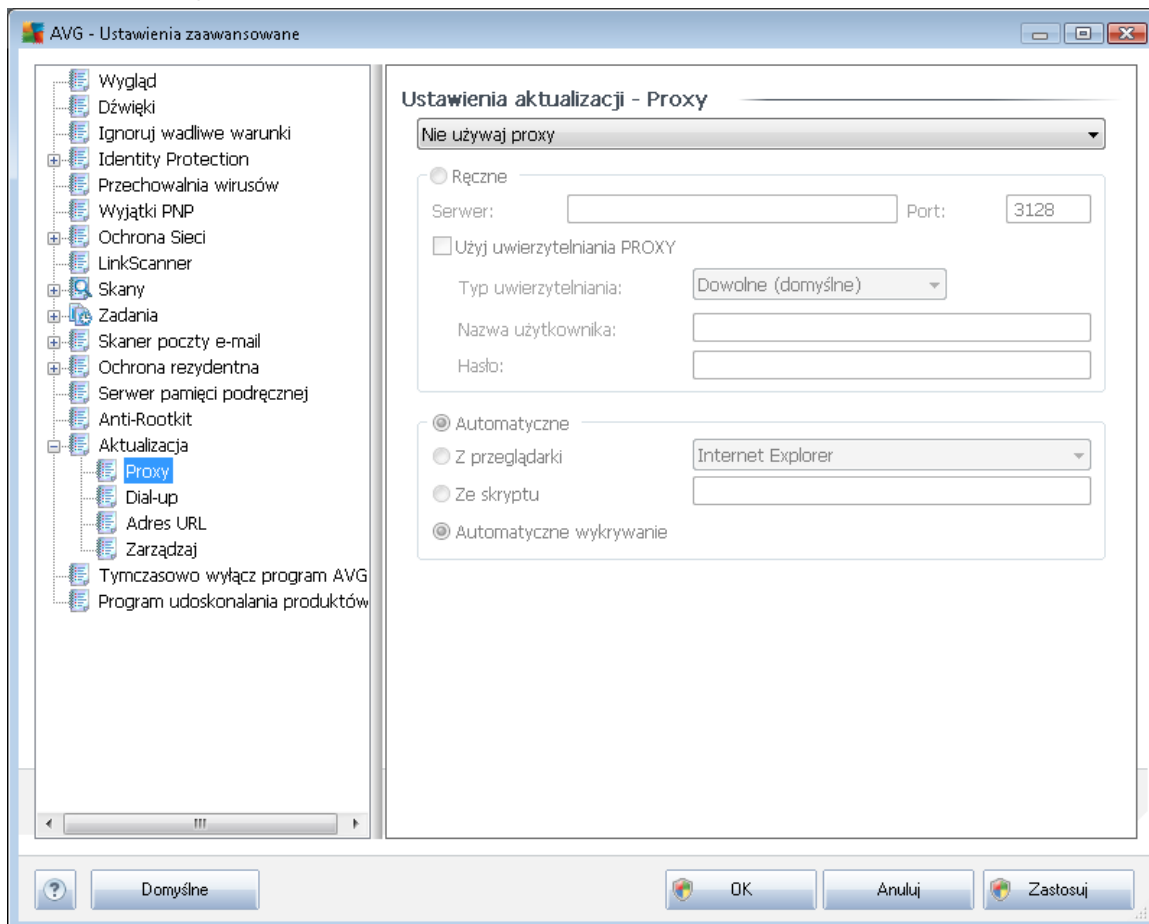 AVG - Ustawienia zaawansowane
Wygląd
Dźwięki
Ignoruj wadliwe warunki
Identity Protection
Przechowalnia wirusów
Wyjątki PNP
Ochrona Sieci
LinkScanner
Skany
Zadania
Skaner poczty e-mail
Ochrona rezydentna
Serwer pamięci podręcznej
Anti-Rootkit
Aktualizacja
Proxy
Dial-up
Adres URL
Zarządzaj
Tymczasowo wyłącz program AVG
Program udoskonalania produktów
Ustawienia aktualizacji - Proxy
Nie używaj proxy
Ręczne
Serwer: Port: 3128
Użyj uwierzytelniania PROXY
Typ uwierzytelniania: Dowolne (domyślne)
Nazwa użytkownika:
Hasło:
Automatyczne
Z przeglądarki Internet Explorer
Ze skryptu
Automatyczne wykrywanie
? Domyślne OK Anuluj Zastosuj